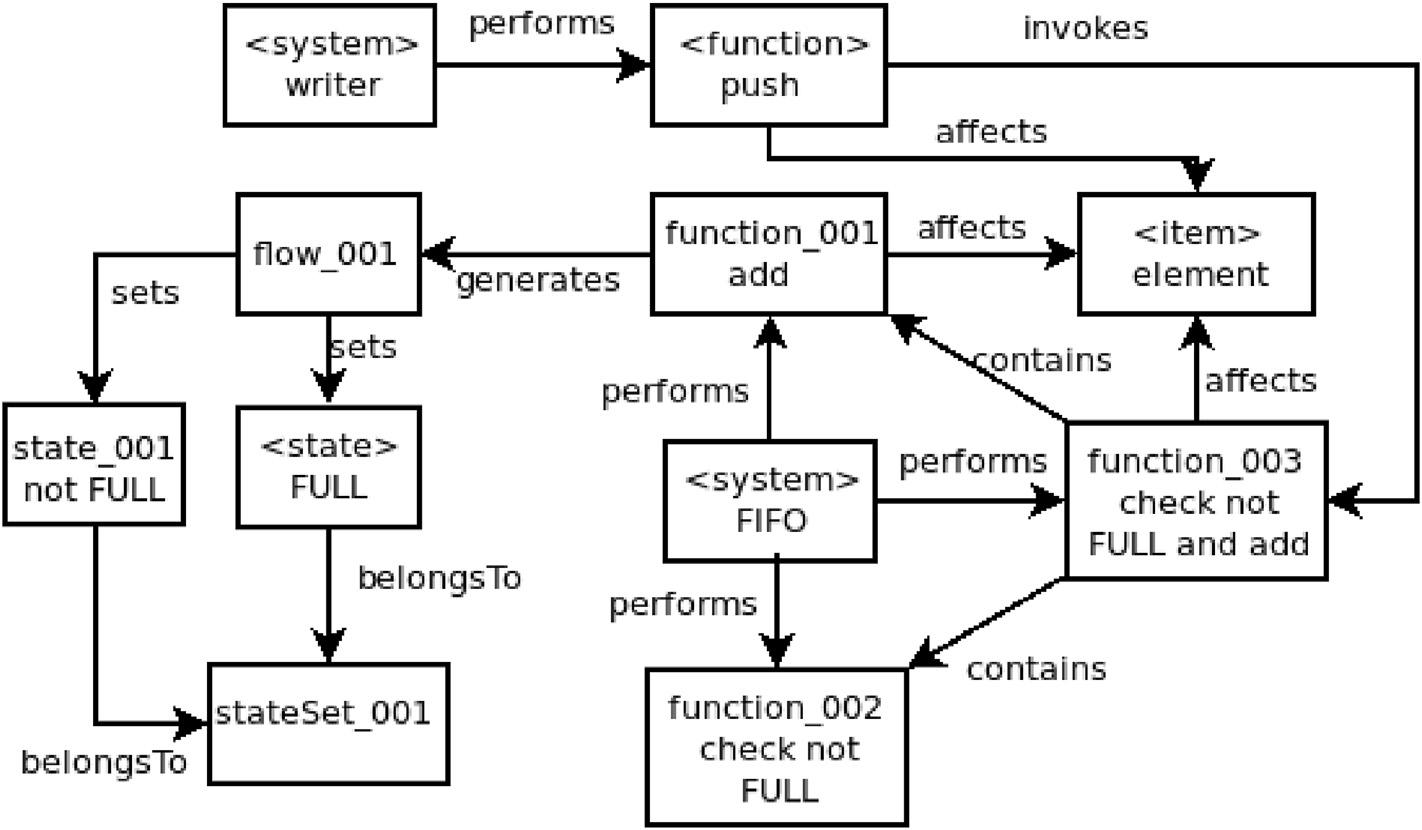 <system>
writer
performs
<function>
push
invokes
affects
flow_001
generates
function_001
add
affects
<item>
element
sets
sets
contains
affects
performs
state_001
not FULL
<state>
FULL
<system>
FIFO
performs
function_003
check not
FULL and add
belongsTo
performs
contains
stateSet_001
belongsTo
function_002
check not
FULL